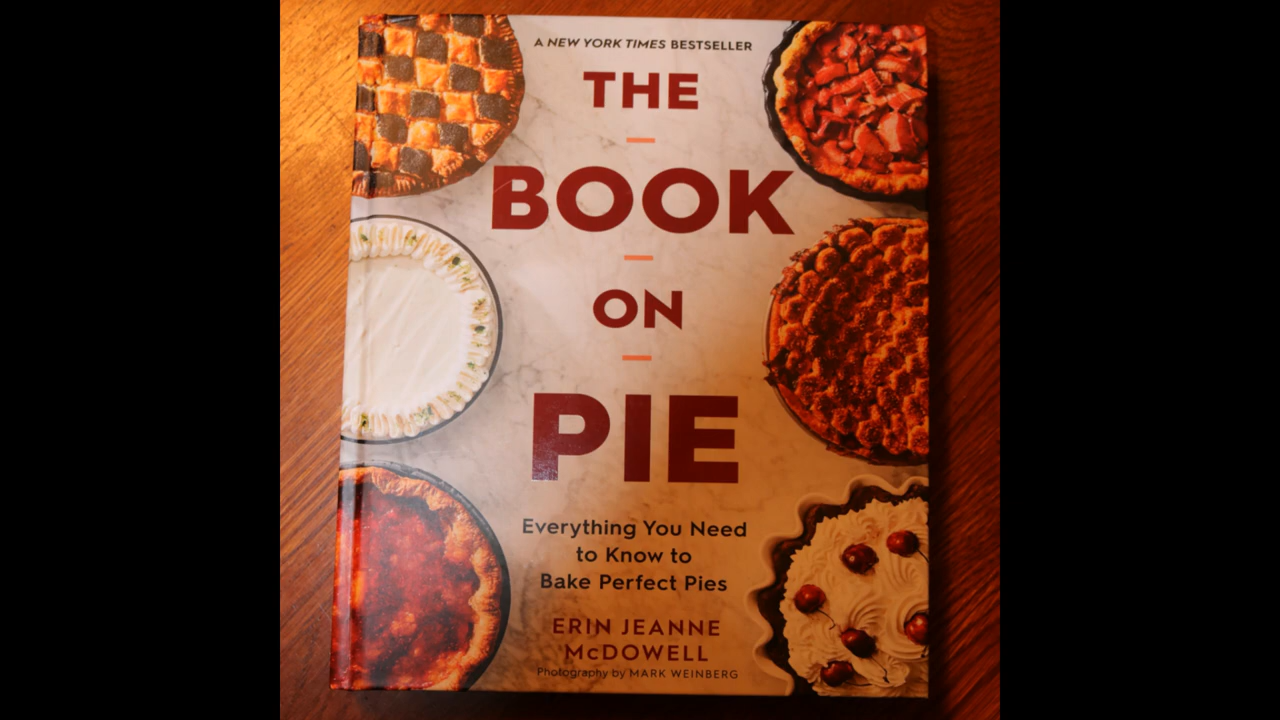 A NEW YORK TIMES BESTSELLER
THE
BOOK
ON
PIE
Everything You Need
to Know to
Bake Perfect Pies
ERIN JEANNE
McDOWELL
Photography by MARK WEINBERG